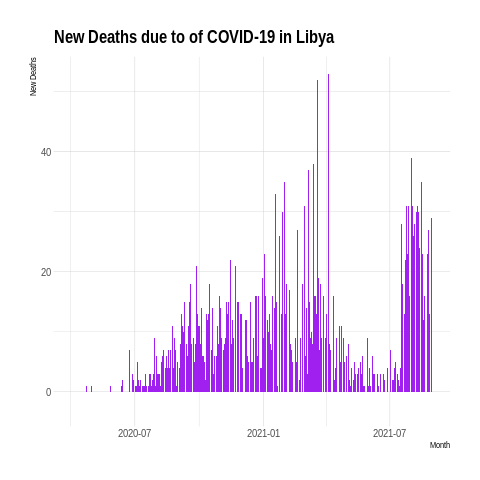 New Deaths due to of COVID-19 in Libya
New Deaths
40
20
0
2020-07
2021-01
2021-07
Month